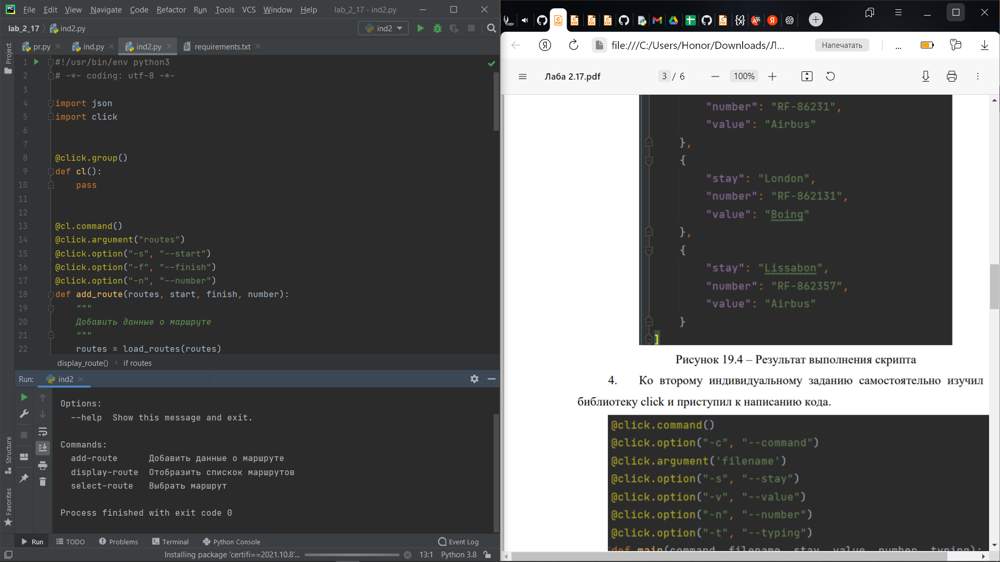 File Edit View Navigate Code Refactor Run Tools VCS Window Help lab_2_17 - ind2.py
lab_2_17 ind2.py
ind2
Project
pr.py ind.py ind2.py requirements.txt
1 #!/usr/bin/env python3
2 # -*- coding: utf-8 -*-
3
4 import json
5 import click
6
7
8 @click.group()
9 def cl():
10 pass
11
12
13 @cl.command()
14 @click.argument("routes")
15 @click.option("-s", "--start")
16 @click.option("-f", "--finish")
17 @click.option("-n", "--number")
18 def add_route(routes, start, finish, number):
19 """
20 Добавить данные о маршруте
21 """
22 routes = load_routes(routes)
display_route() if routes
Run: ind2
Options:
--help Show this message and exit.
Commands:
add-route Добавить данные о маршруте
display-route Отобразить спискок маршрутов
select-route Выбрать маршрут
Process finished with exit code 0
Structure
Favorites
Run TODO Problems Terminal Python Console Event Log
Installing package 'certifi==2021.10.8'... 13:1 Python 3.8
file:///C:/Users/Honor/Downloads/Л... Напечатать ...
Лаба 2.17.pdf 3 / 6 100%
"number": "RF-86231",
"value": "Airbus"
},
{
"stay": "London",
"number": "RF-862131",
"value": "Boing"
},
{
"stay": "Lissabon",
"number": "RF-862357",
"value": "Airbus"
}
]
Рисунок 19.4 – Результат выполнения скрипта
4. Ко второму индивидуальному заданию самостоятельно изучил
библиотеку click и приступил к написанию кода.
@click.command()
@click.option("-c", "--command")
@click.argument('filename')
@click.option("-s", "--stay")
@click.option("-v", "--value")
@click.option("-n", "--number")
@click.option("-t", "--typing")
def main(command, filename, stay, value, number, typing):